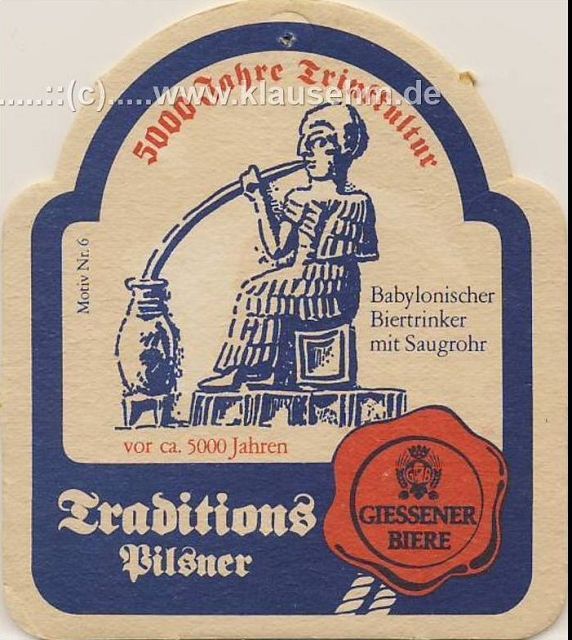 5000 Jahre Trinkkultur
.....::(c).....www.klausehm.de
Motiv Nr. 6
Babylonischer
Biertrinker
mit Saugrohr
vor ca. 5000 Jahren
Traditions
Pilsner
GIESSENER
BIERE